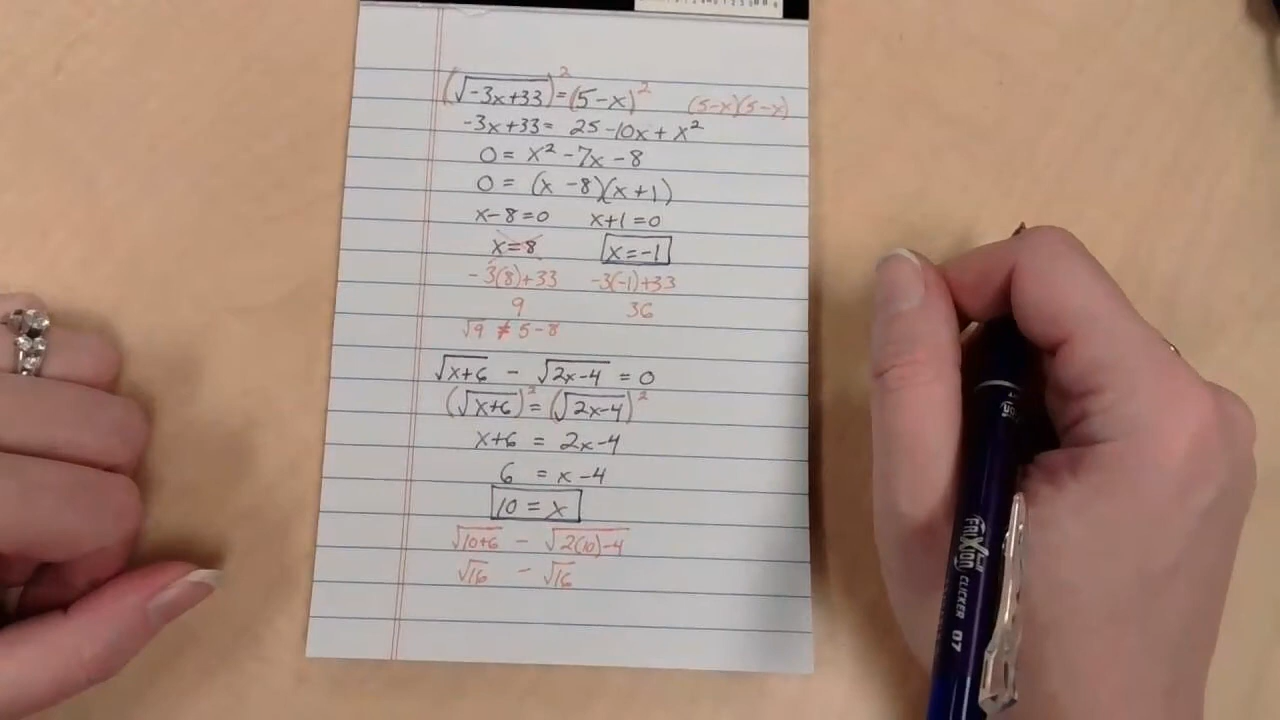 (√-3x+33)² = (5-x)² (5-x)(5-x)
-3x+33 = 25-10x+x²
0 = x² -7x -8
0 = (x -8)(x+1)
x-8=0 x+1=0
x=8 x=-1
-3(8)+33 -3(-1)+33
9 36
√9 ≠ 5-8
√x+6 - √2x-4 = 0
(√x+6)² = (√2x-4)²
x+6 = 2x-4
6 = x-4
10 = x
√10+6 - √2(10)-4
√16 - √16
FRIXION CLICKER 07